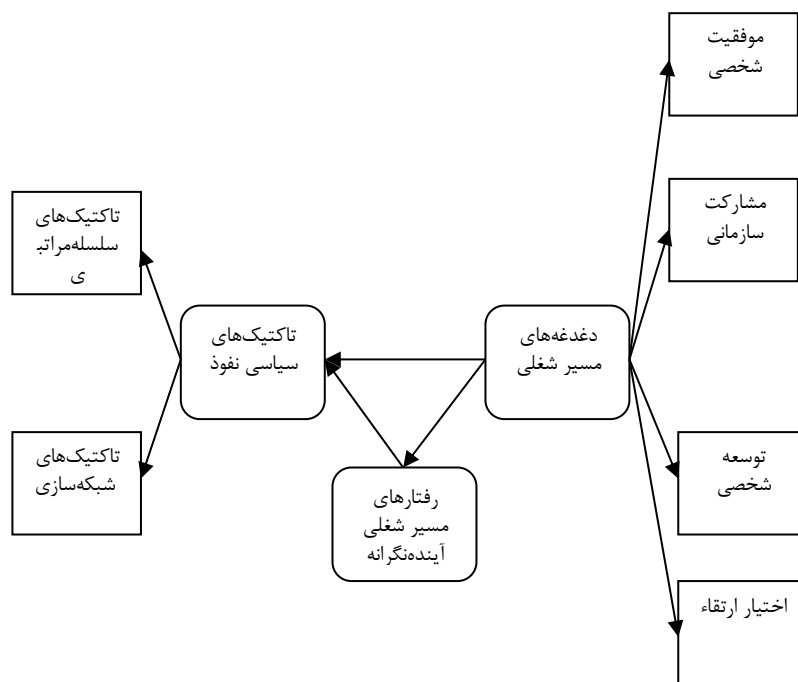 موفقیت
شخصی
مشارکت
سازمانی
تاکتیک‌های
سلسله‌مراتب
ی
دغدغه‌های
مسیر شغلی
تاکتیک‌های
سیاسی نفوذ
توسعه
شخصی
تاکتیک‌های
شبکه‌سازی
رفتارهای
مسیر شغلی
آینده‌نگرانه
اختیار ارتقاء